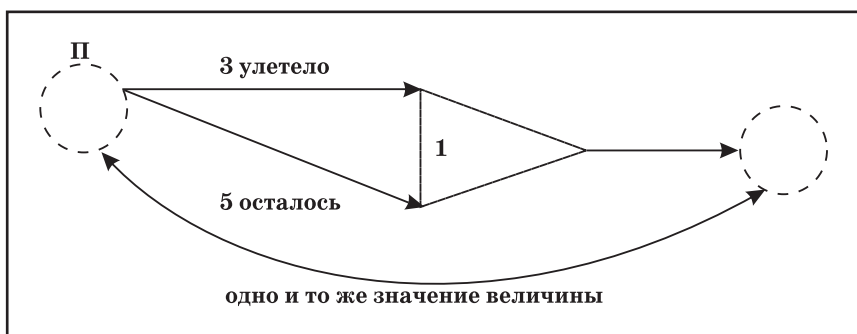 П
3 улетело
1
5 осталось
одно и то же значение величины